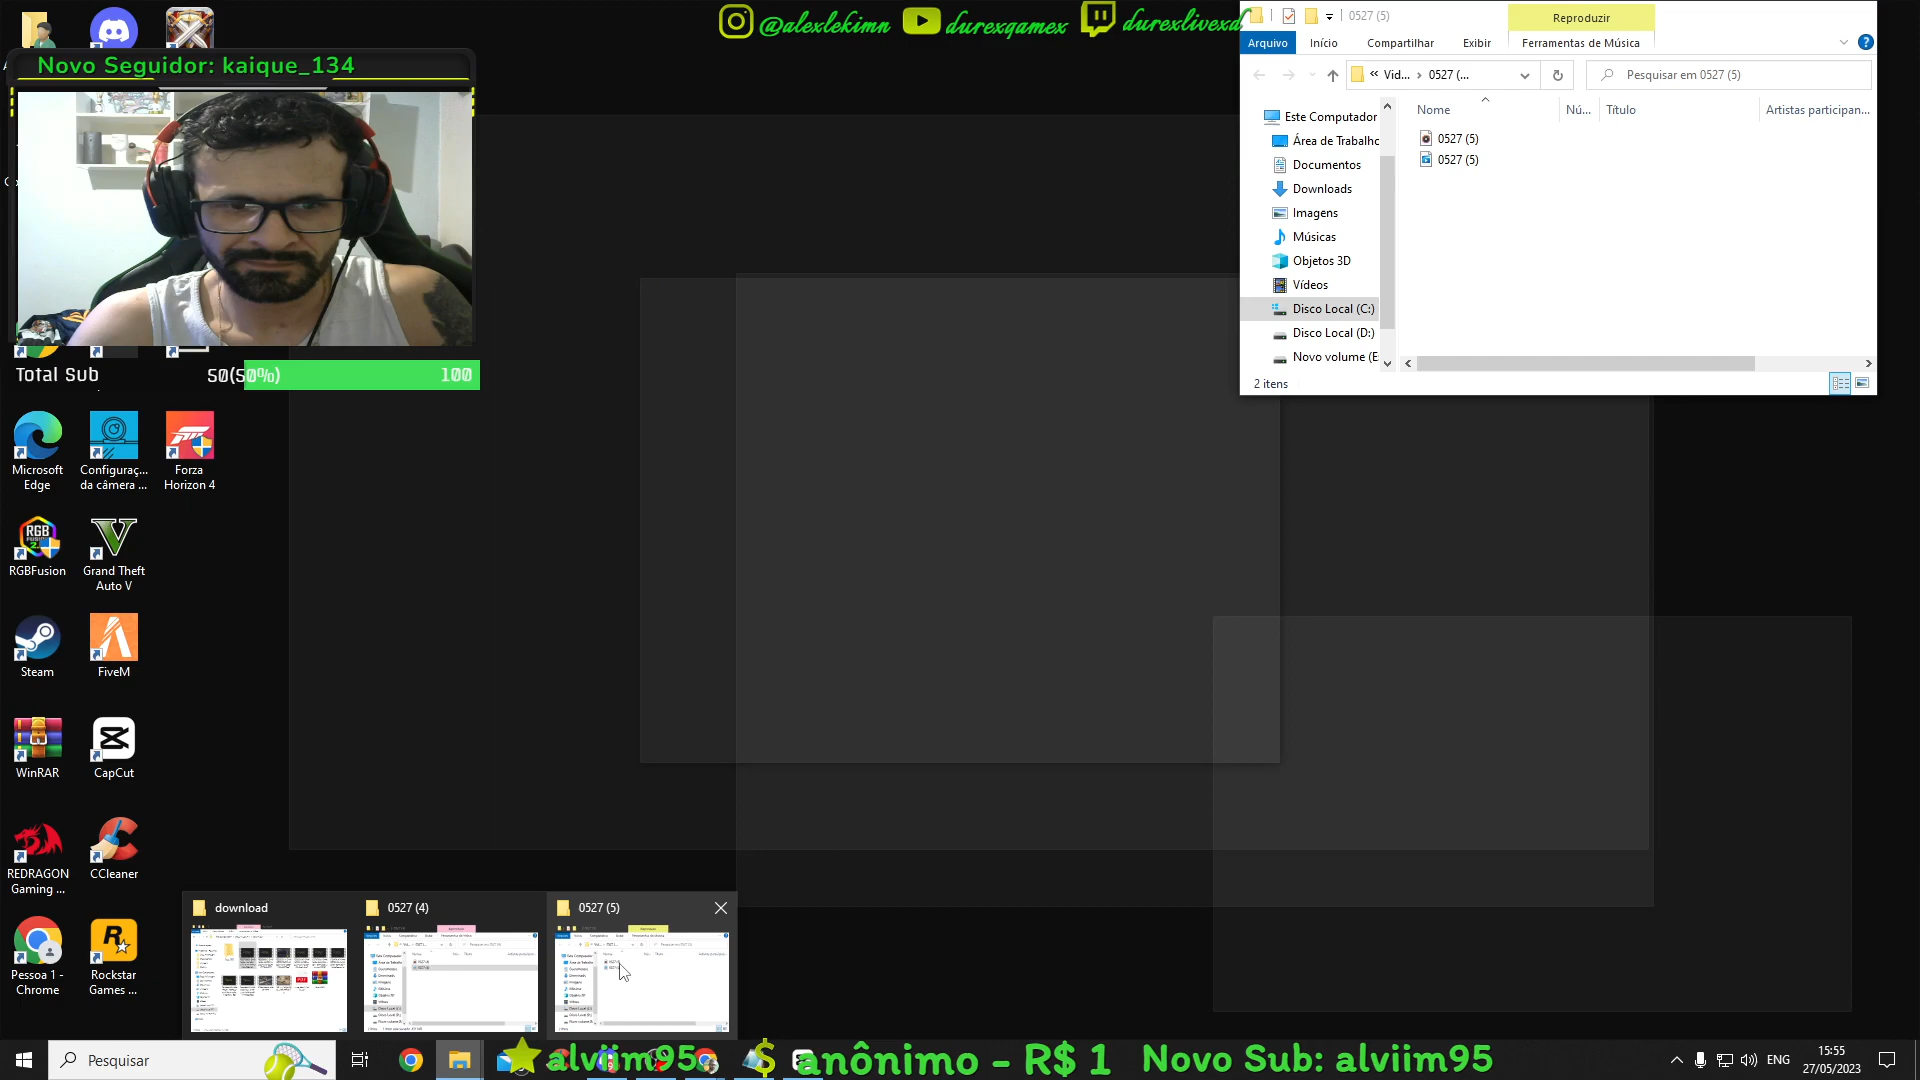 @alexlekimn durexgamex durexlivexd
Novo Seguidor: kaique_134
Total Sub 50(50%) 100
Microsoft Edge
Configuraç... da câmera ...
Forza Horizon 4
RGBFusion
Grand Theft Auto V
Steam
FiveM
WinRAR
CapCut
REDRAGON Gaming ...
CCleaner
Pessoa 1 - Chrome
Rockstar Games ...
0527 (5)
Reproduzir
Arquivo Início Compartilhar Exibir Ferramentas de Música
« Vid... › 0527 (...
Pesquisar em 0527 (5)
Nome Nú... Título Artistas participan...
Este Computador
Área de Trabalho
Documentos
Downloads
Imagens
Músicas
Objetos 3D
Vídeos
Disco Local (C:)
Disco Local (D:)
Novo volume (E
0527 (5)
0527 (5)
2 itens
download
0527 (4)
0527 (5)
Pesquisar
alviim95 anônimo - R$ 1 Novo Sub: alviim95
ENG
15:55
27/05/2023